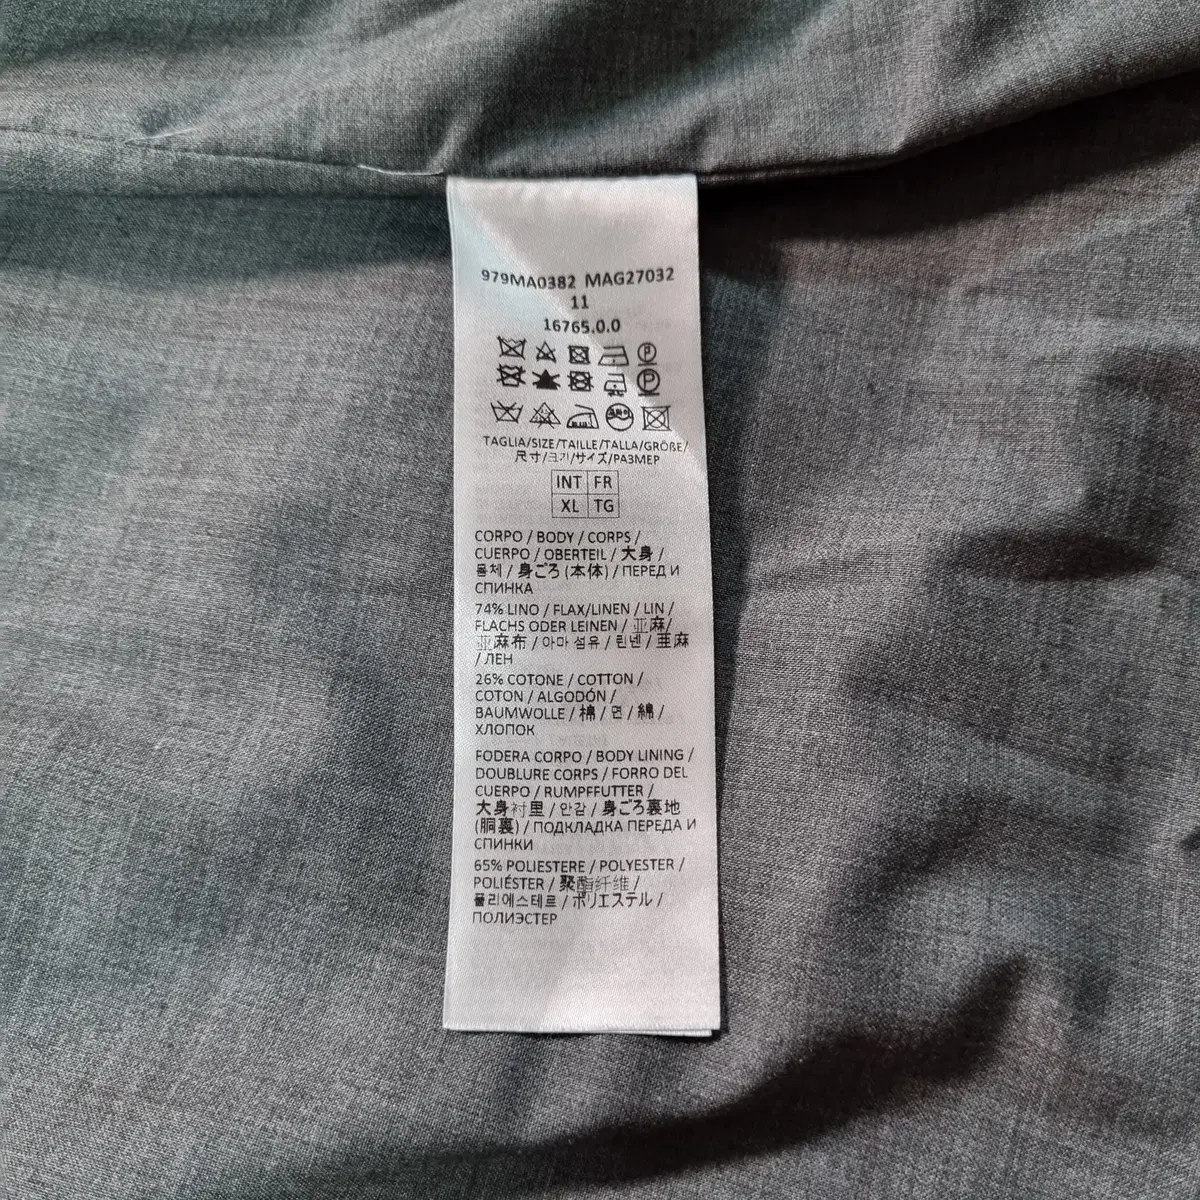 979MA0382 MAG27032
11
16765.0.0
TAGLIA/SIZE/TAILLE/TALLA/GRÖßE/
尺寸/크기/サイズ/РАЗМЕР
INT FR
XL TG
CORPO / BODY / CORPS /
CUERPO / OBERTEIL / 大身 /
몸체 / 身ごろ (本体) / ПЕРЕД И
СПИНКА
74% LINO / FLAX/LINEN / LIN /
FLACHS ODER LEINEN / 亚麻/
亚麻布 / 아마 섬유 / 린넨 / 亜麻
/ ЛЕН
26% COTONE / COTTON /
COTON / ALGODÓN /
BAUMWOLLE / 棉 / 면 / 綿 /
ХЛОПОК
FODERA CORPO / BODY LINING /
DOUBLURE CORPS / FORRO DEL
CUERPO / RUMPFFUTTER /
大身衬里 / 안감 / 身ごろ裏地
(胴裏) / ПОДКЛАДКА ПЕРЕДА И
СПИНКИ
65% POLIESTERE / POLYESTER /
POLIÉSTER / 聚酯纤维 /
폴리에스테르 / ポリエステル /
ПОЛИЭСТЕР